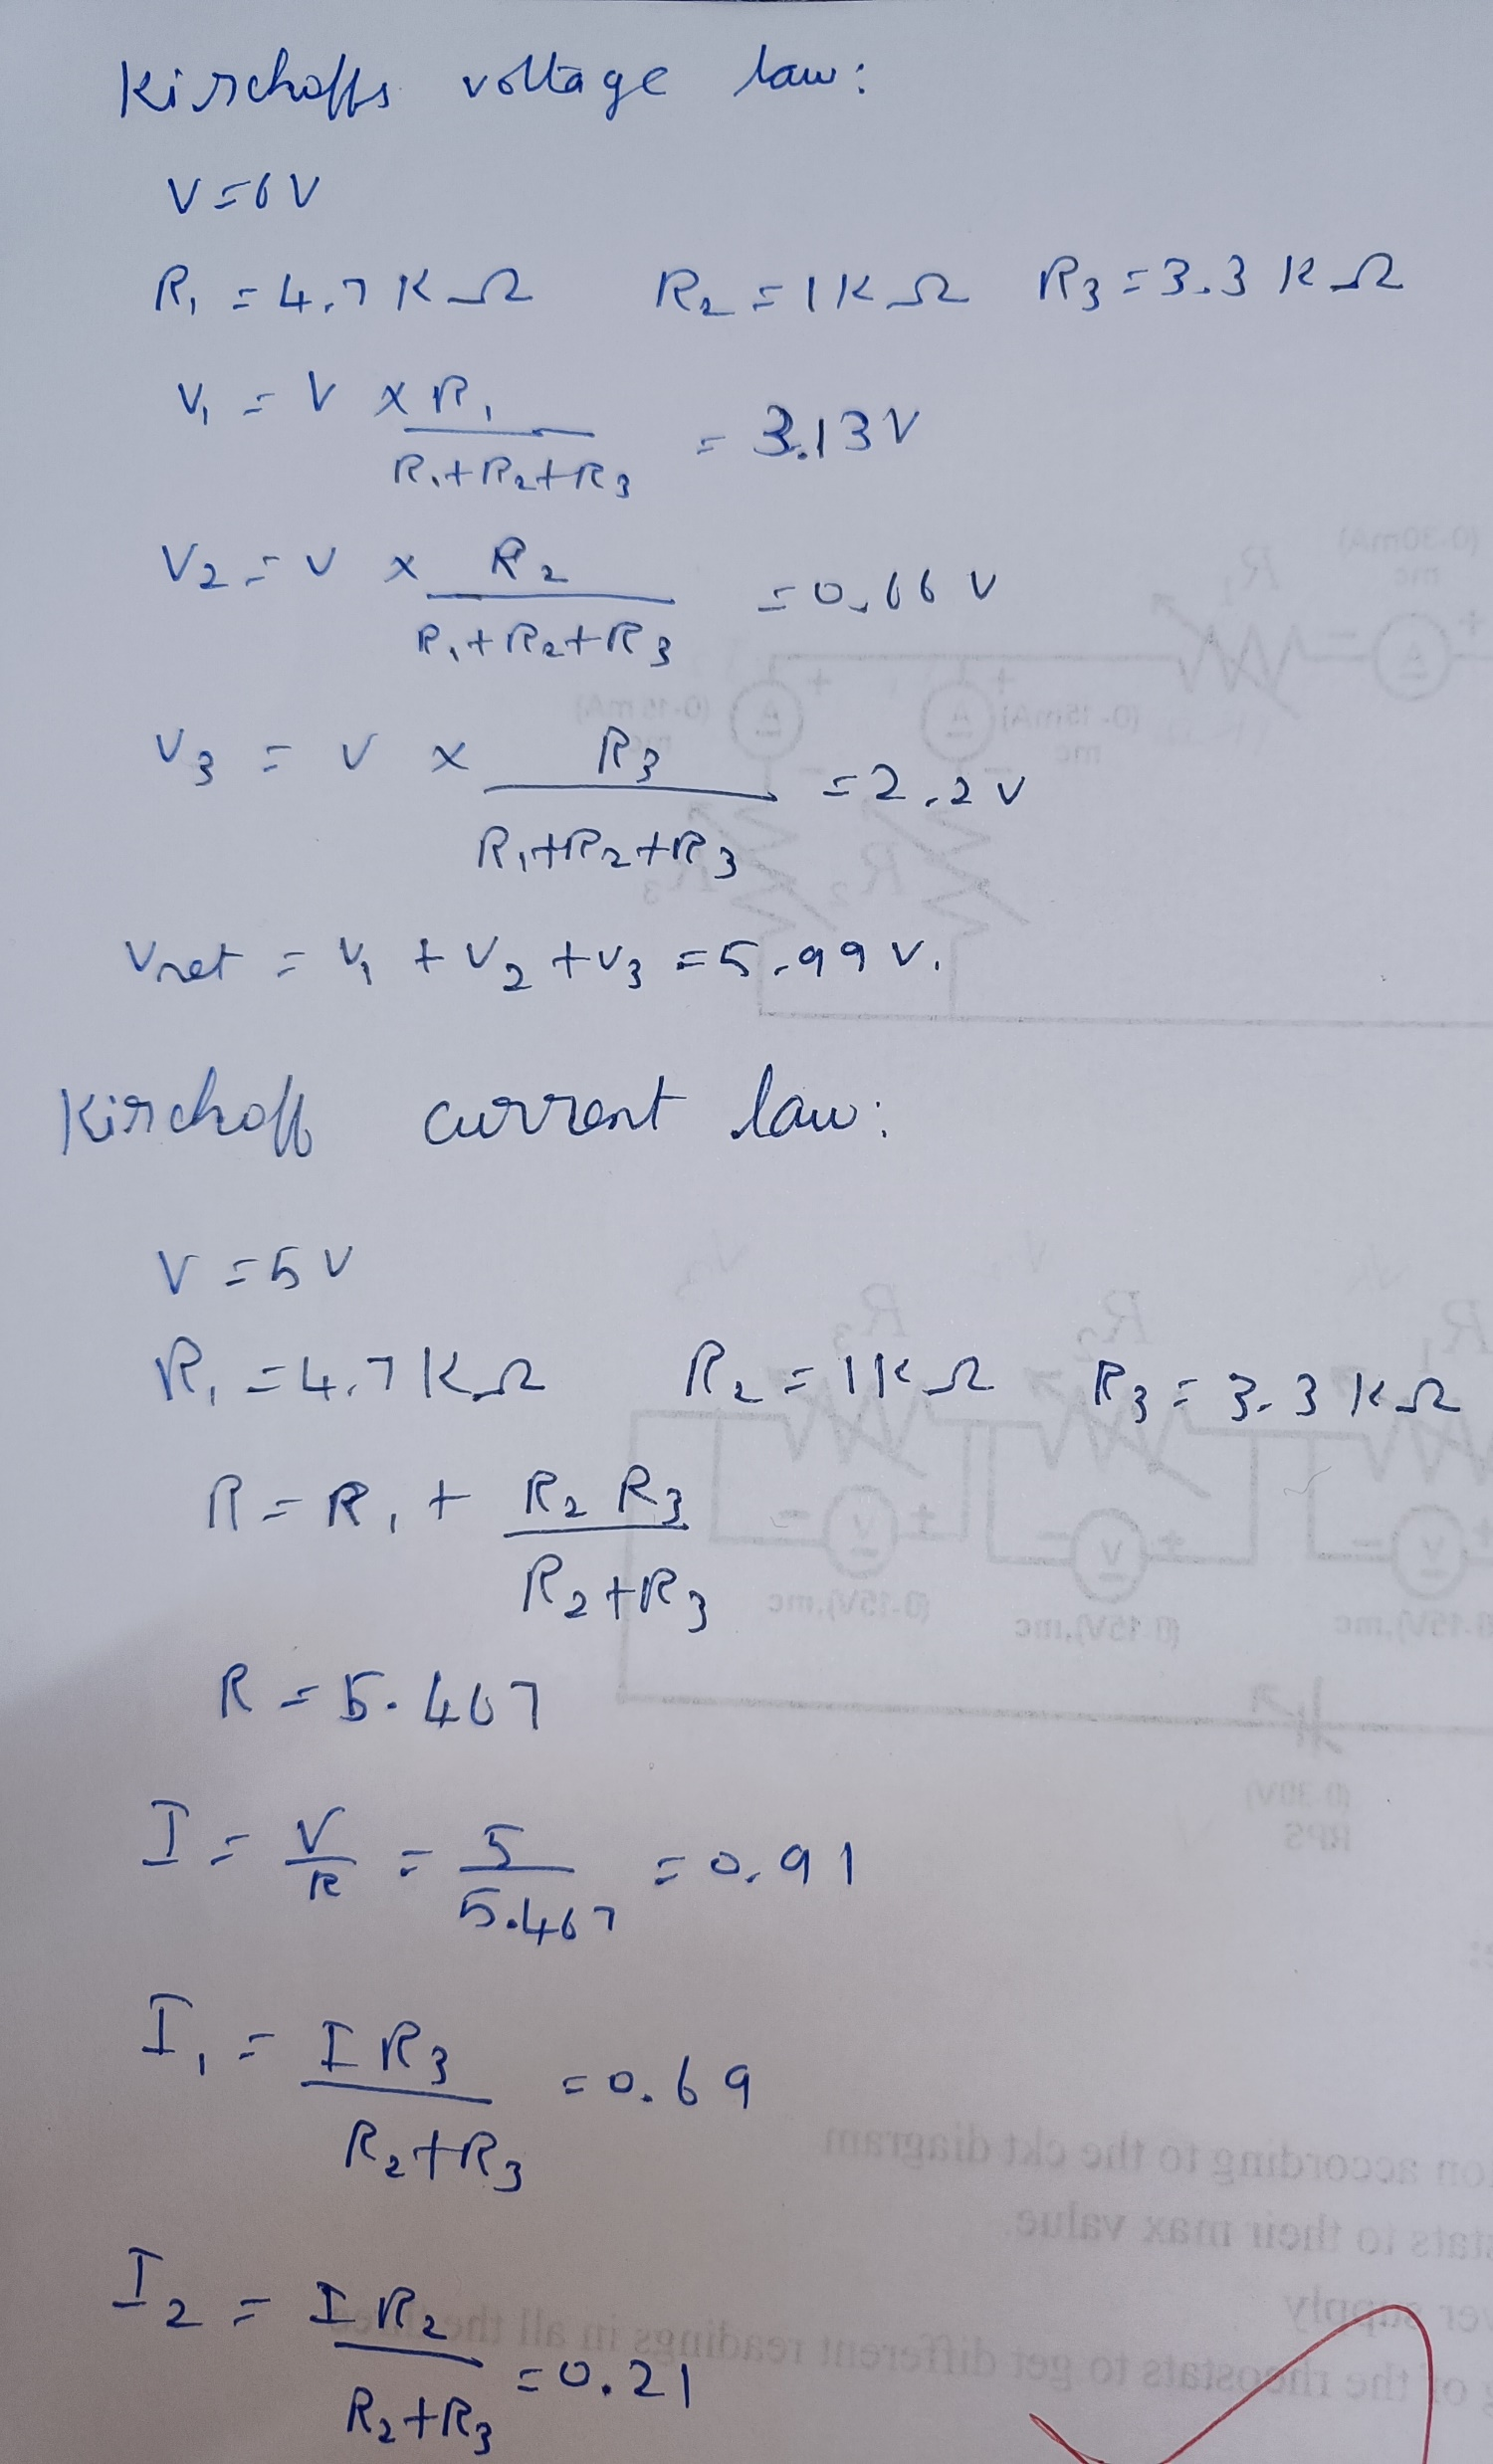 Kirchoffs voltage law:
V=6V
R₁ = 4.7 KΩ R₂ = 1KΩ R₃ = 3.3 KΩ
V₁ = V × R₁ / R₁+R₂+R₃ = 3.13V
V₂ = V × R₂ / R₁+R₂+R₃ = 0.66 V
V₃ = V × R₃ / R₁+R₂+R₃ = 2.2 V
Vnet = V₁ + V₂ + V₃ = 5.99 V.
Kirchoff current law:
V = 5 V
R₁ = 4.7 KΩ R₂ = 1KΩ R₃ = 3.3 KΩ
R = R₁ + R₂ R₃ / R₂+R₃
R = 5.467
I = V/R = 5 / 5.467 = 0.91
I₁ = I R₃ / R₂+R₃ = 0.69
I₂ = I R₂ / R₂+R₃ = 0.21